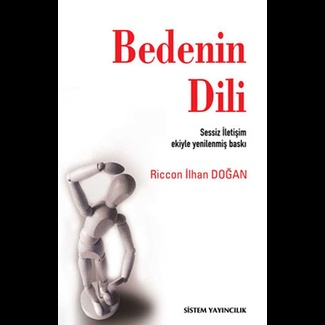 Bedenin
Dili
Sessiz İletişim
ekiyle yenilenmiş baskı
Riccon İlhan DOĞAN
SİSTEM YAYINCILIK